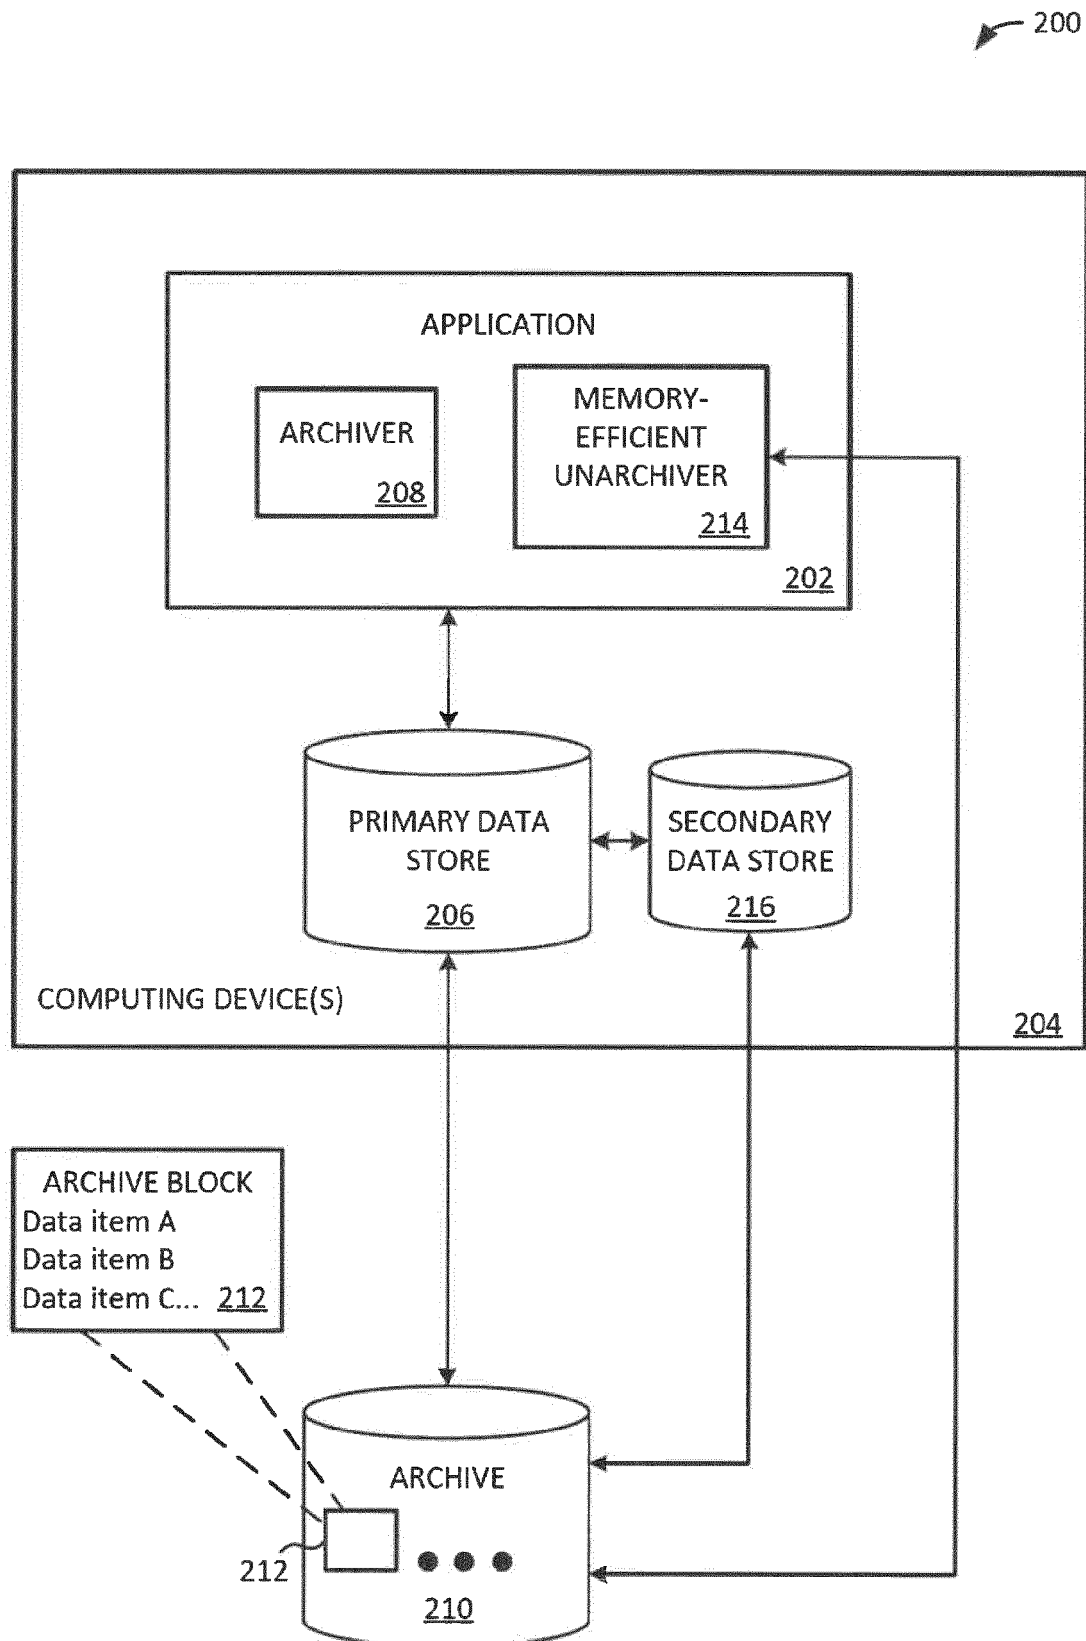 200
APPLICATION
ARCHIVER
208
MEMORY-
EFFICIENT
UNARCHIVER
214
202
PRIMARY DATA
STORE
206
SECONDARY
DATA STORE
216
COMPUTING DEVICE(S)
204
ARCHIVE BLOCK
Data item A
Data item B
Data item C... 212
ARCHIVE
212
210